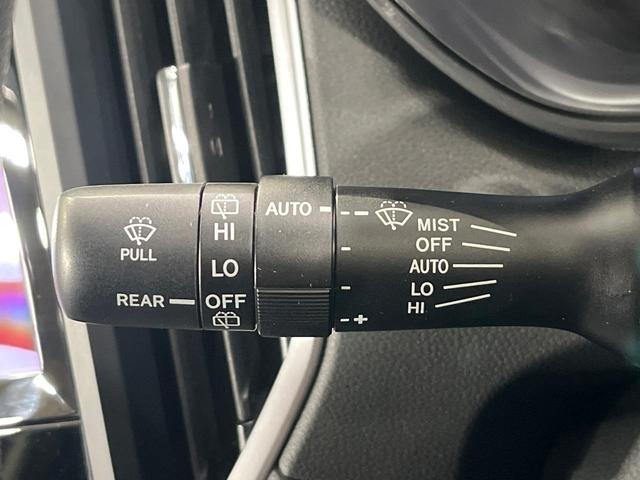 PULL
REAR
HI
LO
OFF
AUTO
- +
MIST
OFF
AUTO
LO
HI